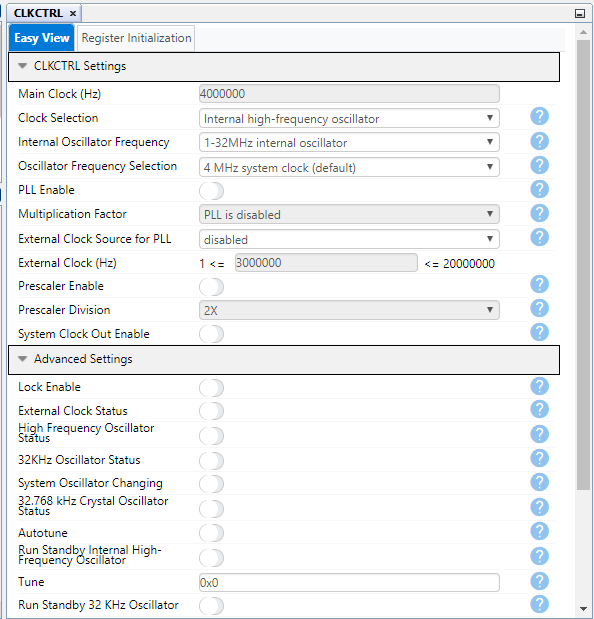 CLKCTRL ×
Easy View Register Initialization
CLKCTRL Settings
Main Clock (Hz) 4000000
Clock Selection Internal high-frequency oscillator ?
Internal Oscillator Frequency 1-32MHz internal oscillator ?
Oscillator Frequency Selection 4 MHz system clock (default) ?
PLL Enable ?
Multiplication Factor PLL is disabled ?
External Clock Source for PLL disabled ?
External Clock (Hz) 1 <= 3000000 <= 20000000
Prescaler Enable ?
Prescaler Division 2X ?
System Clock Out Enable ?
Advanced Settings
Lock Enable ?
External Clock Status ?
High Frequency Oscillator
Status ?
32KHz Oscillator Status ?
System Oscillator Changing ?
32.768 kHz Crystal Oscillator
Status ?
Autotune ?
Run Standby Internal High-
Frequency Oscillator ?
Tune 0x0 ?
Run Standby 32 KHz Oscillator ?